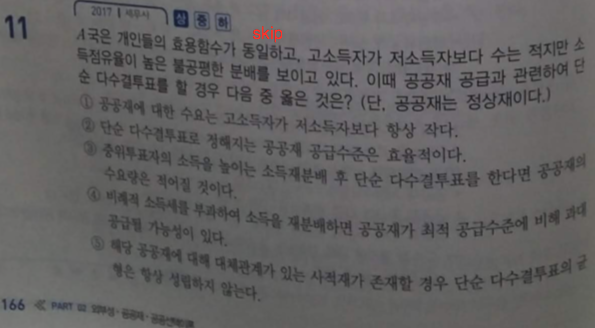 2017 세무사 상 중 하
skip
11 A국은 개인들의 효용함수가 동일하고, 고소득자가 저소득자보다 수는 적지만 소
득점유율이 높은 불공평한 분배를 보이고 있다. 이때 공공재 공급과 관련하여 단
순 다수결투표를 할 경우 다음 중 옳은 것은? (단, 공공재는 정상재이다.)
① 공공재에 대한 수요는 고소득자가 저소득자보다 항상 작다.
② 단순 다수결투표로 정해지는 공공재 공급수준은 효율적이다.
③ 중위투표자의 소득을 높이는 소득재분배 후 단순 다수결투표를 한다면 공공재의
수요량은 적어질 것이다.
④ 비례적 소득세를 부과하여 소득을 재분배하면 공공재가 최적 공급수준에 비해 과대
공급될 가능성이 있다.
⑤ 해당 공공재에 대해 대체관계가 있는 사적재가 존재할 경우 단순 다수결투표의 균
형은 항상 성립하지 않는다.
166 ≪ PART 02 외부성·공공재·공공선택이론